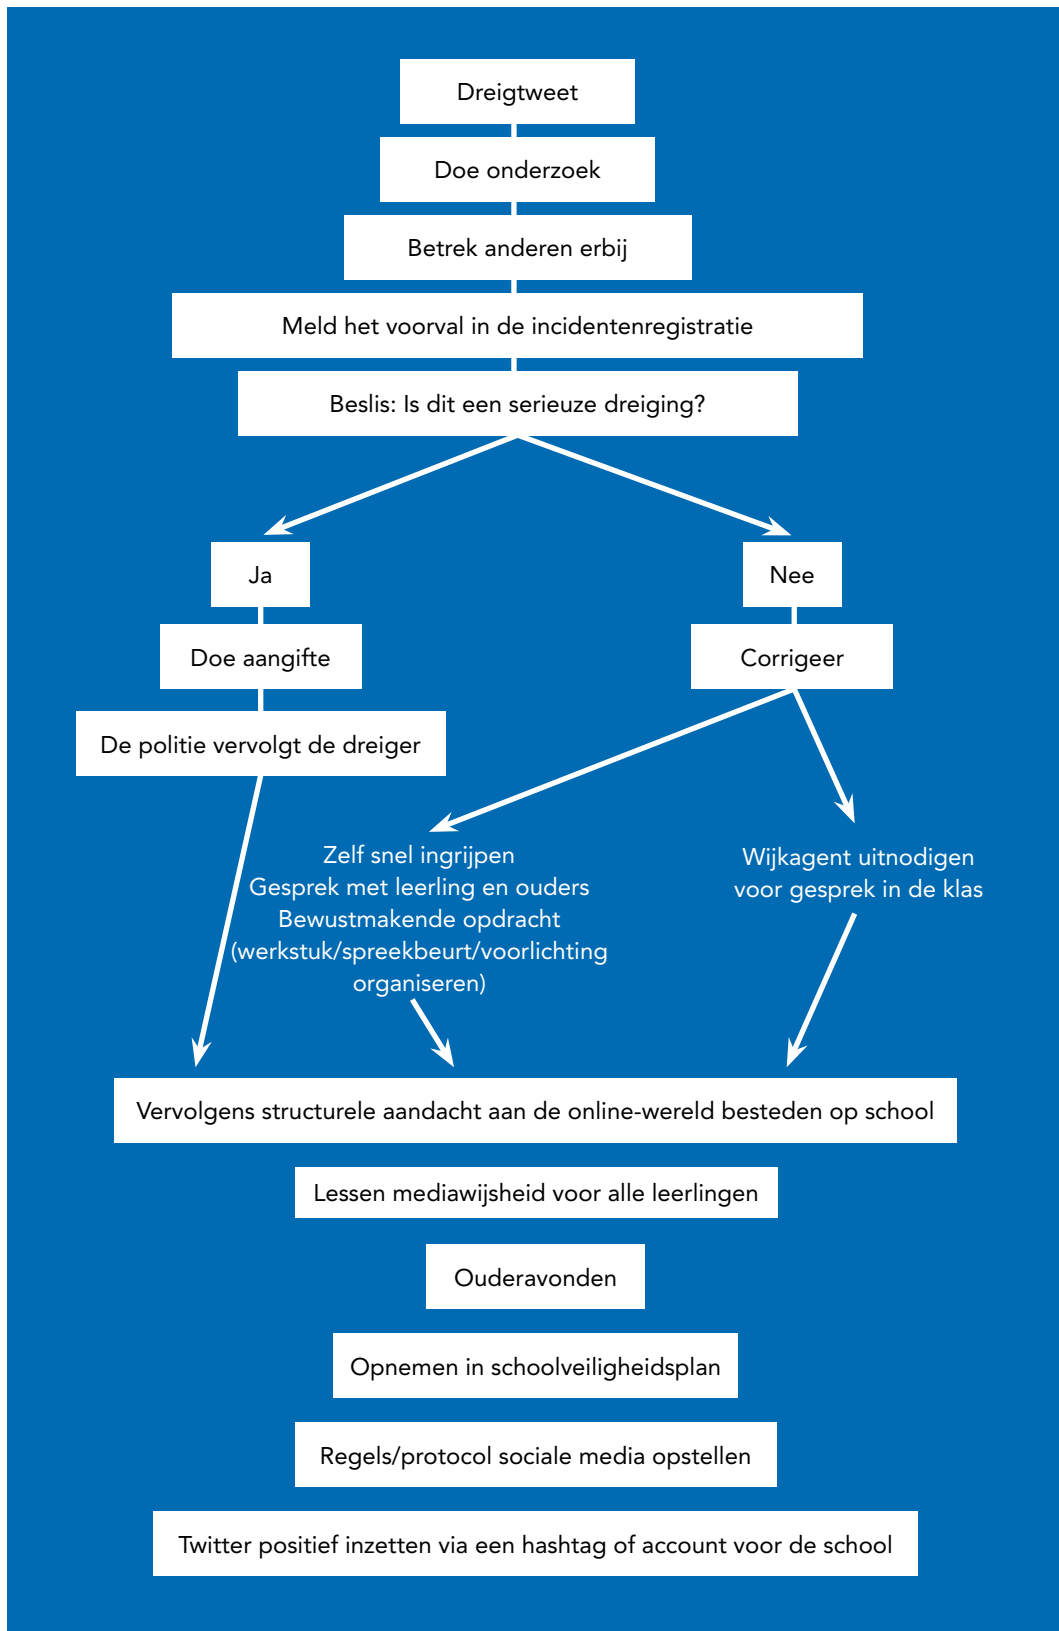 Dreigtweet
Doe onderzoek
Betrek anderen erbij
Meld het voorval in de incidentenregistratie
Beslis: Is dit een serieuze dreiging?
Ja
Nee
Doe aangifte
Corrigeer
De politie vervolgt de dreiger
Zelf snel ingrijpen
Gesprek met leerling en ouders
Bewustmakende opdracht
(werkstuk/spreekbeurt/voorlichting
organiseren)
Wijkagent uitnodigen
voor gesprek in de klas
Vervolgens structurele aandacht aan de online-wereld besteden op school
Lessen mediawijsheid voor alle leerlingen
Ouderavonden
Opnemen in schoolveiligheidsplan
Regels/protocol sociale media opstellen
Twitter positief inzetten via een hashtag of account voor de school